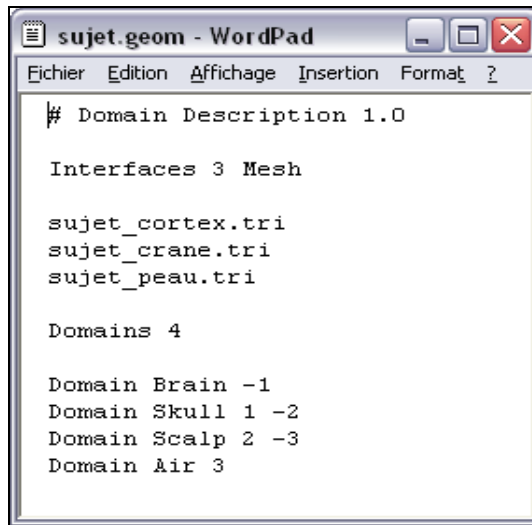 sujet.geom - WordPad
Fichier Edition Affichage Insertion Format ?
# Domain Description 1.0
Interfaces 3 Mesh
sujet_cortex.tri
sujet_crane.tri
sujet_peau.tri
Domains 4
Domain Brain -1
Domain Skull 1 -2
Domain Scalp 2 -3
Domain Air 3